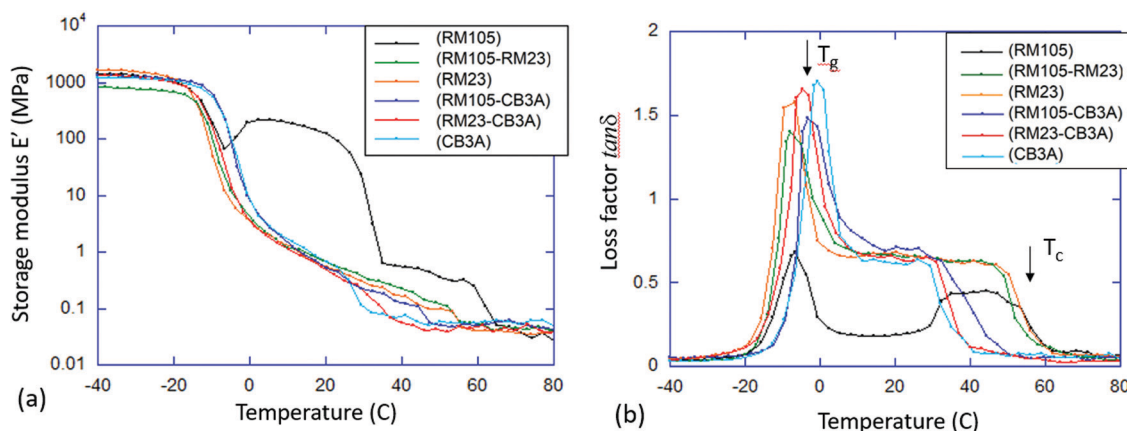 (a)
10⁴
1000
100
10
1
0.1
0.01
Storage modulus E' (MPa)
-40
-20
0
20
40
60
80
Temperature (C)
(RM105)
(RM105-RM23)
(RM23)
(RM105-CB3A)
(RM23-CB3A)
(CB3A)
(b)
2
1.5
1
0.5
0
Loss factor tanδ
-40
-20
0
20
40
60
80
Temperature (C)
Tg
Tc
(RM105)
(RM105-RM23)
(RM23)
(RM105-CB3A)
(RM23-CB3A)
(CB3A)